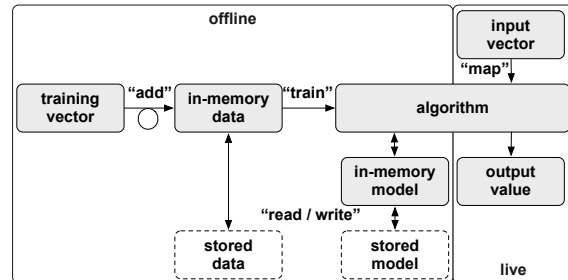 offline
input
vector
“add”
“train”
“map”
training
vector
in-memory
data
algorithm
in-memory
model
output
value
“read / write”
stored
data
stored
model
live